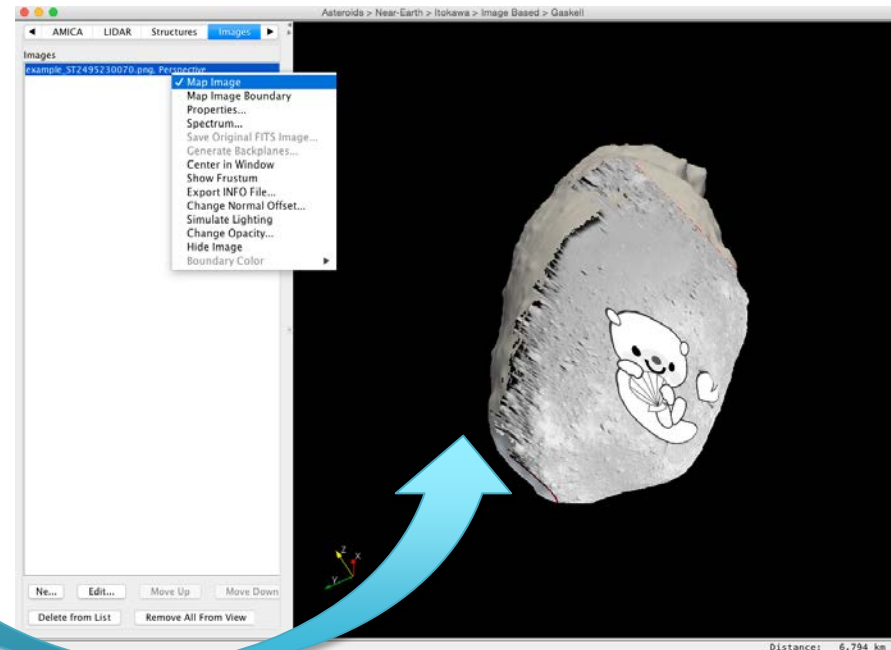 Asteroids > Near-Earth > Itokawa > Image Based > Gaskell
AMICA LIDAR Structures Images
Images
example_ST2495230070.png, Perspective
✓ Map Image
Map Image Boundary
Properties...
Spectrum...
Save Original FITS Image...
Generate Backplanes...
Center in Window
Show Frustum
Export INFO File...
Change Normal Offset...
Simulate Lighting
Change Opacity...
Hide Image
Boundary Color
Z
X
Y
Ne... Edit... Move Up Move Down
Delete from List Remove All From View
Distance: 6.794 km